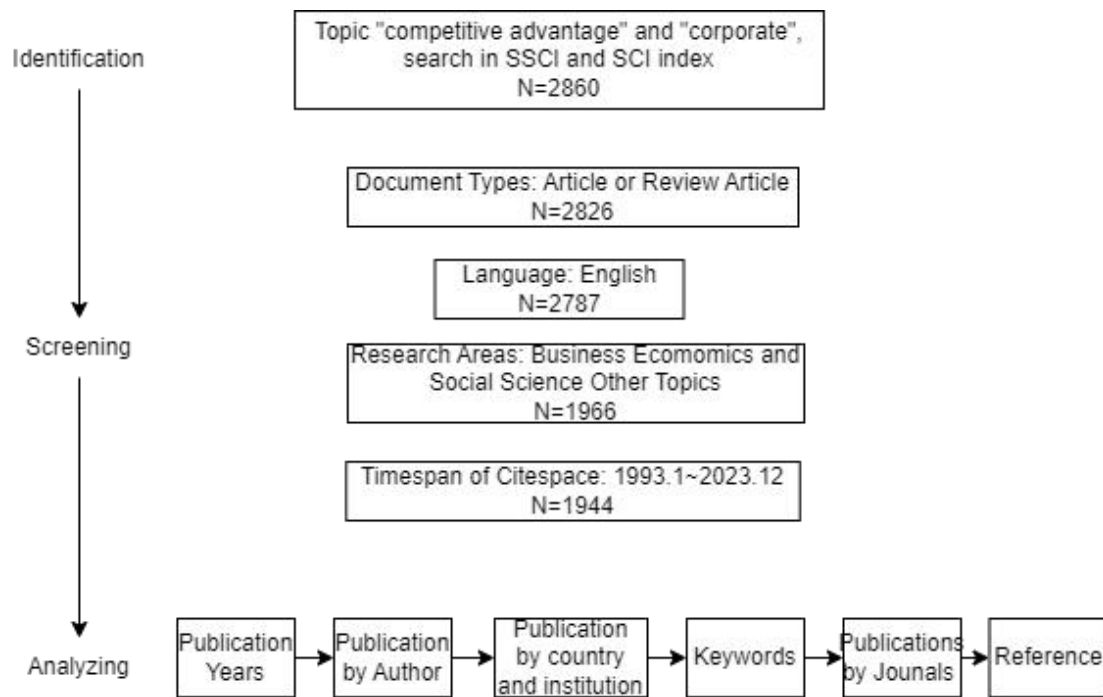 Identification
Topic "competitive advantage" and "corporate",
search in SSCI and SCI index
N=2860
Document Types: Article or Review Article
N=2826
Language: English
N=2787
Screening
Research Areas: Business Ecomomics and
Social Science Other Topics
N=1966
Timespan of Citespace: 1993.1~2023.12
N=1944
Analyzing
Publication
Years
Publication
by Author
Publication
by country
and institution
Keywords
Publications
by Jounals
Reference